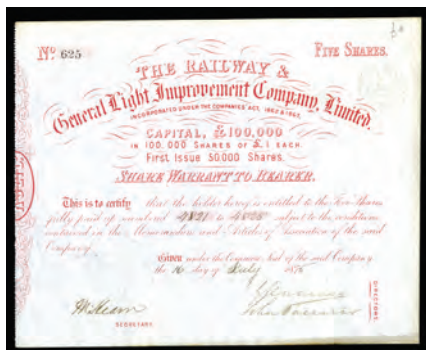 Nº 625
FIVE SHARES.
THE RAILWAY &
General Light Improvement Company, Limited.
INCORPORATED UNDER THE COMPANIES ACT, 1862 & 1867.
CAPITAL, £100,000
IN 100,000 SHARES OF £1 EACH
First Issue 50,000 Shares.
SHARE WARRANT TO BEARER.
This is to certify that the holder hereof is entitled to the Five Shares
fully paid up numbered 4821 to 4825 subject to the conditions
contained in the Memorandum and Articles of Association of the said
Company.
Given under the Common Seal of the said Company
the 16 day of July 187
SECRETARY.
DIRECTORS.